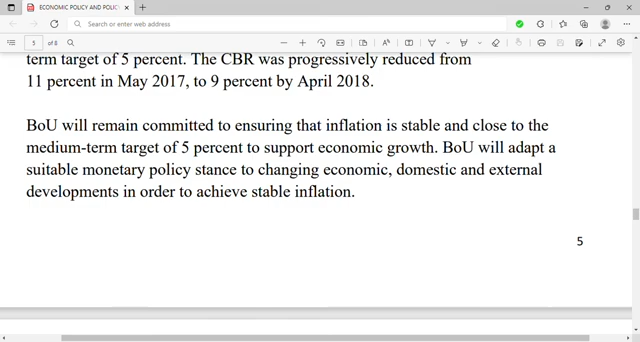 ECONOMIC POLICY AND POLICY
Search or enter web address
5 of 8
term target of 5 percent. The CBR was progressively reduced from
11 percent in May 2017, to 9 percent by April 2018.
BoU will remain committed to ensuring that inflation is stable and close to the
medium-term target of 5 percent to support economic growth. BoU will adapt a
suitable monetary policy stance to changing economic, domestic and external
developments in order to achieve stable inflation.
5